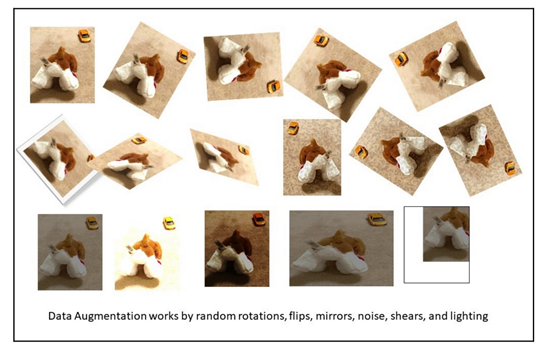 Data Augmentation works by random rotations, flips, mirrors, noise, shears, and lighting